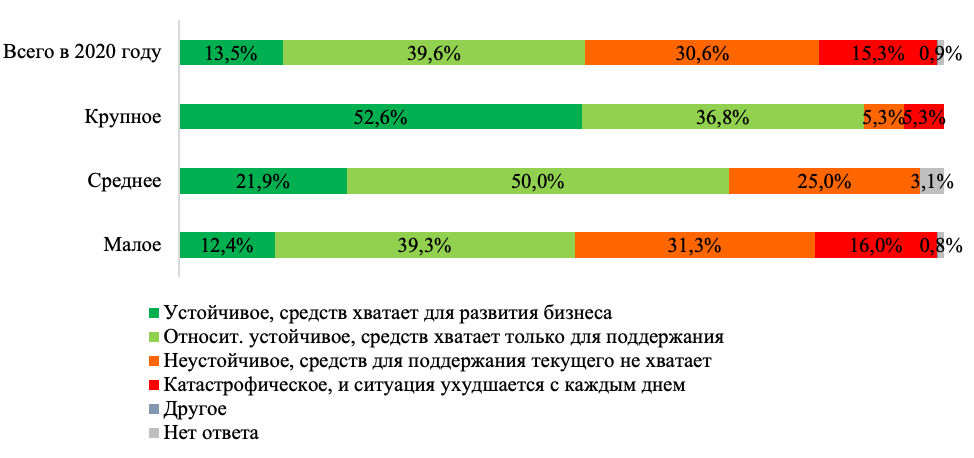 Всего в 2020 году 13,5% 39,6% 30,6% 15,3% 0,9%
Крупное 52,6% 36,8% 5,3% 5,3%
Среднее 21,9% 50,0% 25,0% 3,1%
Малое 12,4% 39,3% 31,3% 16,0% 0,8%
Устойчивое, средств хватает для развития бизнеса
Относит. устойчивое, средств хватает только для поддержания
Неустойчивое, средств для поддержания текущего не хватает
Катастрофическое, и ситуация ухудшается с каждым днем
Другое
Нет ответа